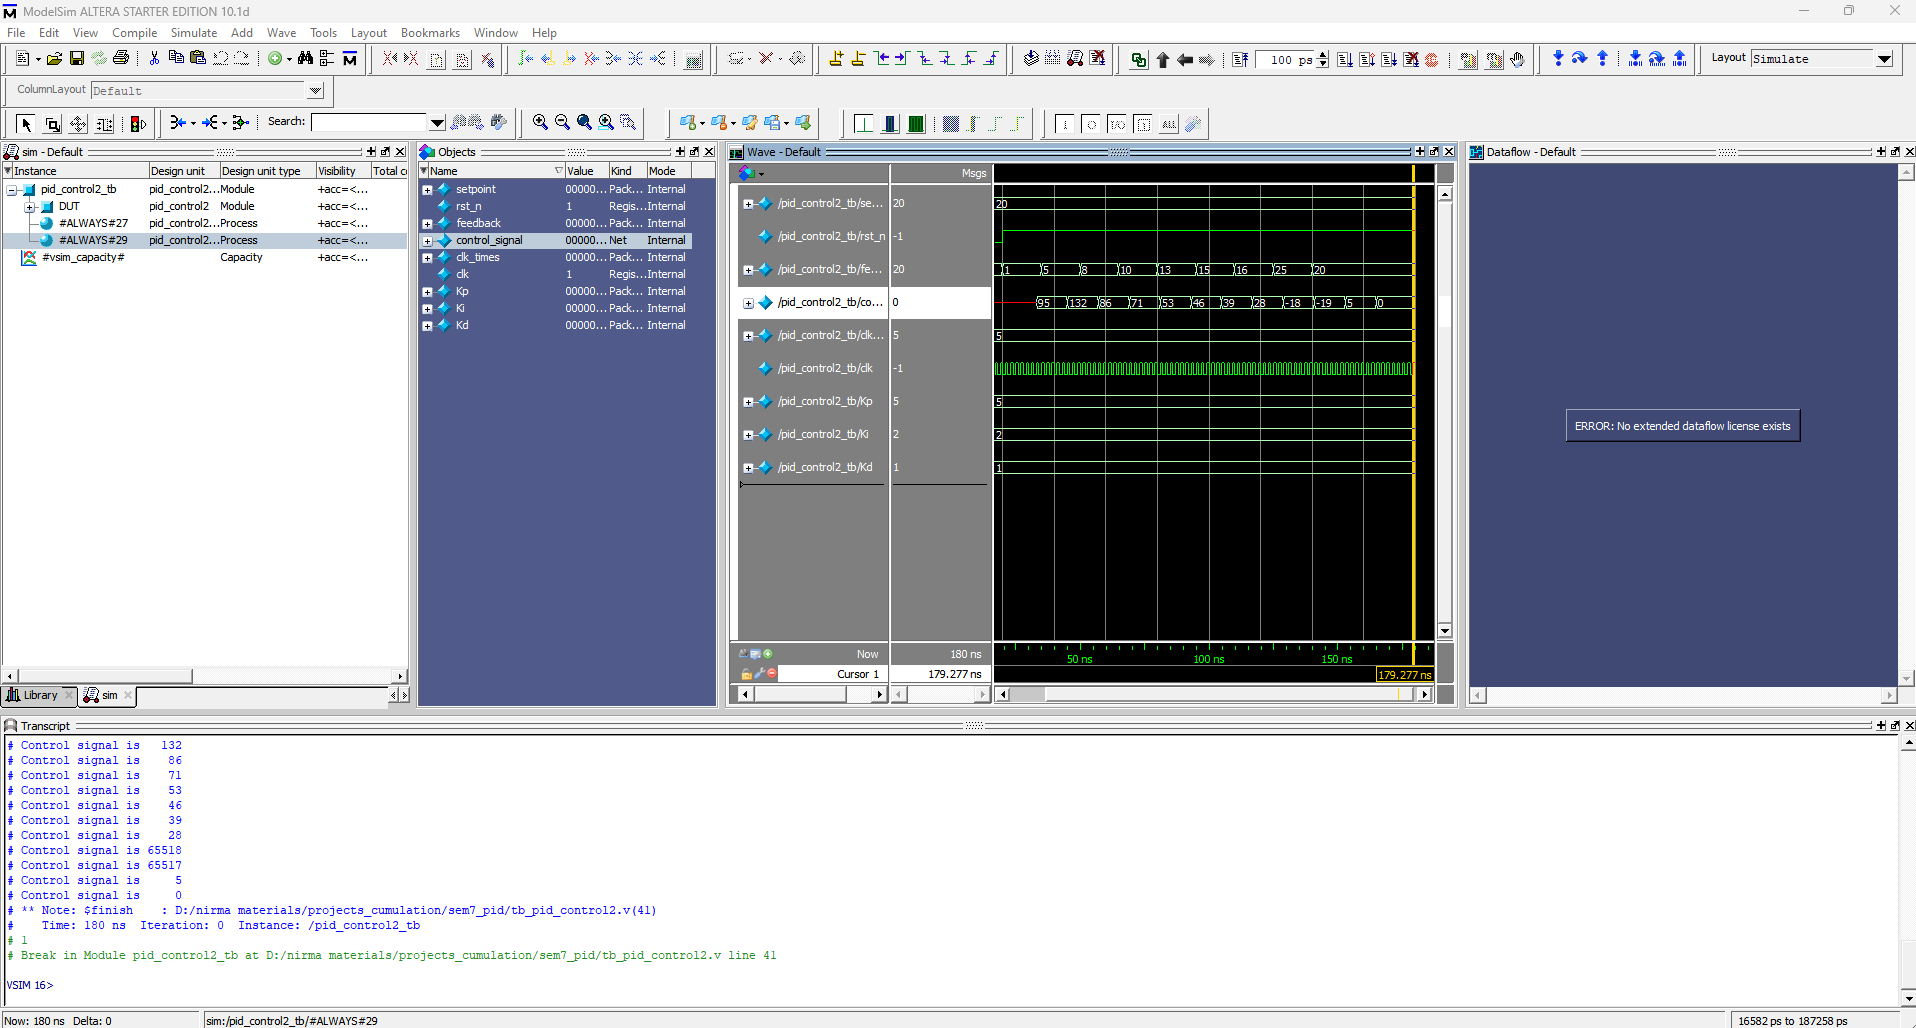 ModelSim ALTERA STARTER EDITION 10.1d
File Edit View Compile Simulate Add Wave Tools Layout Bookmarks Window Help
100 ps
Layout Simulate
ColumnLayout Default
Search:
sim - Default
Instance Design unit Design unit type Visibility Total c
pid_control2_tb pid_control2... Module +acc=<...
DUT pid_control2 Module +acc=<...
#ALWAYS#27 pid_control2... Process +acc=<...
#ALWAYS#29 pid_control2... Process +acc=<...
#vsim_capacity# Capacity +acc=<...
Library sim
Objects
Name Value Kind Mode
setpoint 00000... Pack... Internal
rst_n 1 Regis... Internal
feedback 00000... Pack... Internal
control_signal 00000... Net Internal
clk_times 00000... Pack... Internal
clk 1 Regis... Internal
Kp 00000... Pack... Internal
Ki 00000... Pack... Internal
Kd 00000... Pack... Internal
Wave - Default
Msgs
/pid_control2_tb/se... 20 20
/pid_control2_tb/rst_n -1
/pid_control2_tb/fe... 20 1 5 8 10 13 15 16 25 20
/pid_control2_tb/co... 0 95 132 86 71 53 46 39 28 -18 -19 5 0
/pid_control2_tb/clk... 5 5
/pid_control2_tb/clk -1
/pid_control2_tb/Kp 5 5
/pid_control2_tb/Ki 2 2
/pid_control2_tb/Kd 1 1
Now 180 ns 50 ns 100 ns 150 ns
Cursor 1 179.277 ns 179.277 ns
Dataflow - Default
ERROR: No extended dataflow license exists
Transcript
# Control signal is 132
# Control signal is 86
# Control signal is 71
# Control signal is 53
# Control signal is 46
# Control signal is 39
# Control signal is 28
# Control signal is 65518
# Control signal is 65517
# Control signal is 5
# Control signal is 0
# ** Note: $finish : D:/nirma materials/projects_cumulation/sem7_pid/tb_pid_control2.v(41)
# Time: 180 ns Iteration: 0 Instance: /pid_control2_tb
# 1
# Break in Module pid_control2_tb at D:/nirma materials/projects_cumulation/sem7_pid/tb_pid_control2.v line 41
VSIM 16>
Now: 180 ns Delta: 0 sim:/pid_control2_tb/#ALWAYS#29 16582 ps to 187258 ps